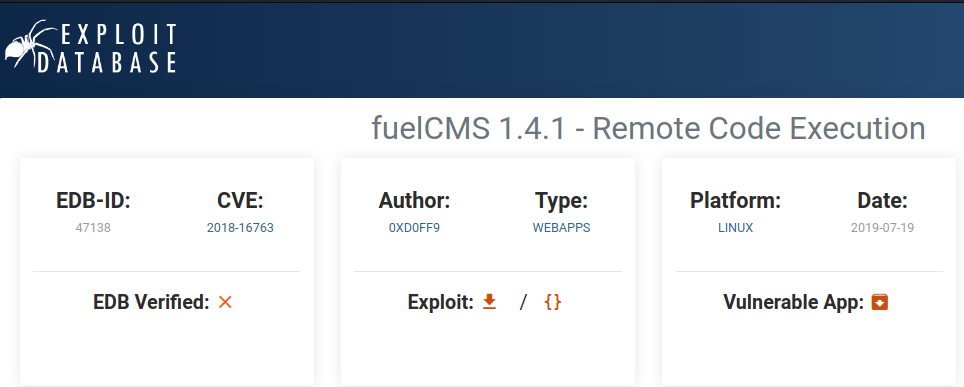 EXPLOIT
DATABASE
fuelCMS 1.4.1 - Remote Code Execution
EDB-ID:
47138
CVE:
2018-16763
Author:
0XD0FF9
Type:
WEBAPPS
Platform:
LINUX
Date:
2019-07-19
EDB Verified:
Exploit: / {}
Vulnerable App: